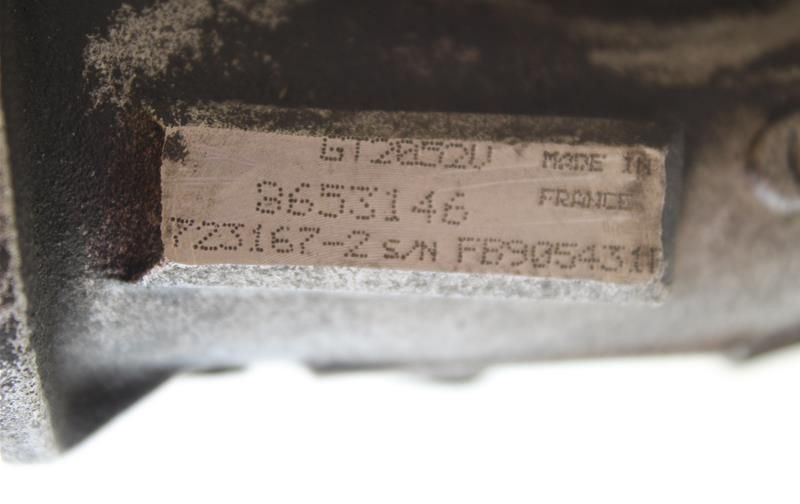 GT2052V MADE IN
8653146 FRANCE
723167-2 S/N FB905431